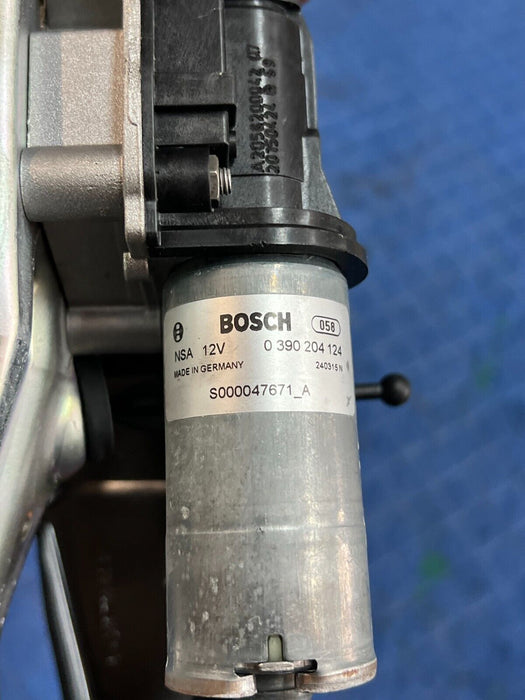 BOSCH 058
NSA 12V 0 390 204 124
MADE IN GERMANY 240315 N
S000047671_A